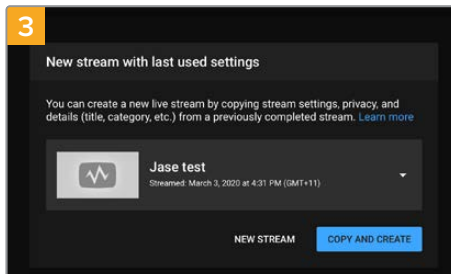 3
New stream with last used settings
You can create a new live stream by copying stream settings, privacy, and
details (title, category, etc.) from a previously completed stream. Learn more
Jase test
Streamed: March 3, 2020 at 4:31 PM (GMT+11)
NEW STREAM COPY AND CREATE